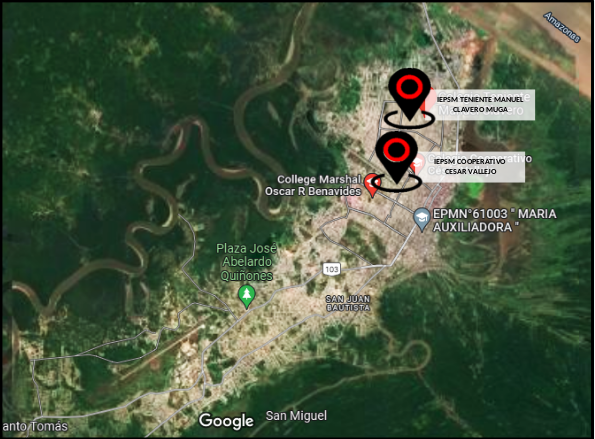 Amazonas
IEPSM TENIENTE MANUEL
CLAVERO MUGA
IEPSM COOPERATIVO
CESAR VALLEJO
College Marshal
Oscar R Benavides
EPMN°61003 " MARIA
AUXILIADORA "
Plaza José
Abelardo
Quiñones
103
SAN JUAN
BAUTISTA
Google
San Miguel
anto Tomás